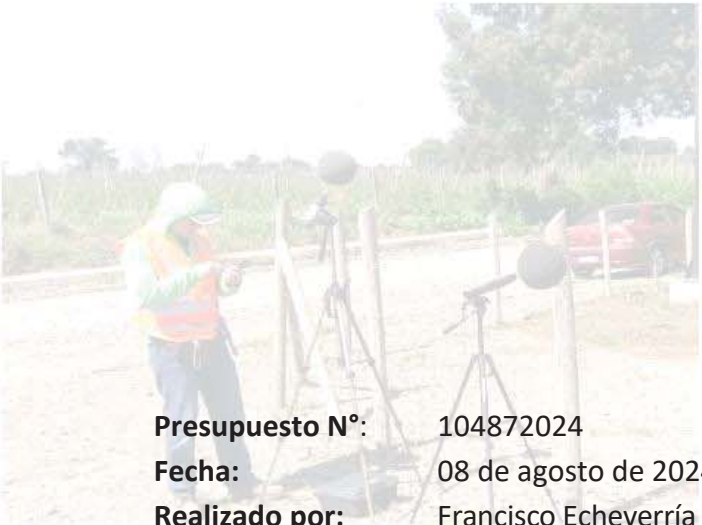 Presupuesto N°: 104872024
Fecha: 08 de agosto de 202
Realizado por: Francisco Echeverría